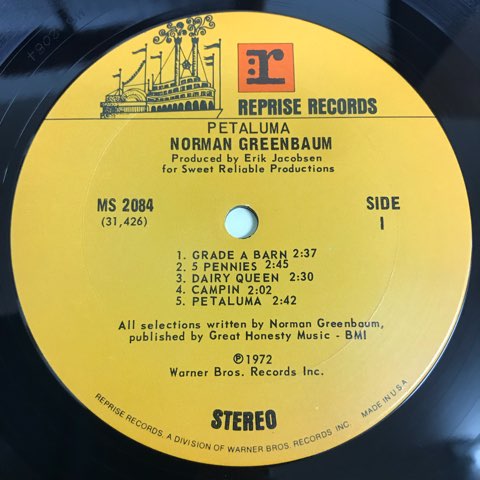 r
REPRISE RECORDS
PETALUMA
NORMAN GREENBAUM
Produced by Erik Jacobsen
for Sweet Reliable Productions
MS 2084
(31,426)
SIDE
1
1. GRADE A BARN 2:37
2. 5 PENNIES 2:45
3. DAIRY QUEEN 2:30
4. CAMPIN 2:02
5. PETALUMA 2:42
All selections written by Norman Greenbaum,
published by Great Honesty Music - BMI
℗ 1972
Warner Bros. Records Inc.
STEREO
REPRISE RECORDS, A DIVISION OF WARNER BROS. RECORDS, INC. MADE IN U.S.A.